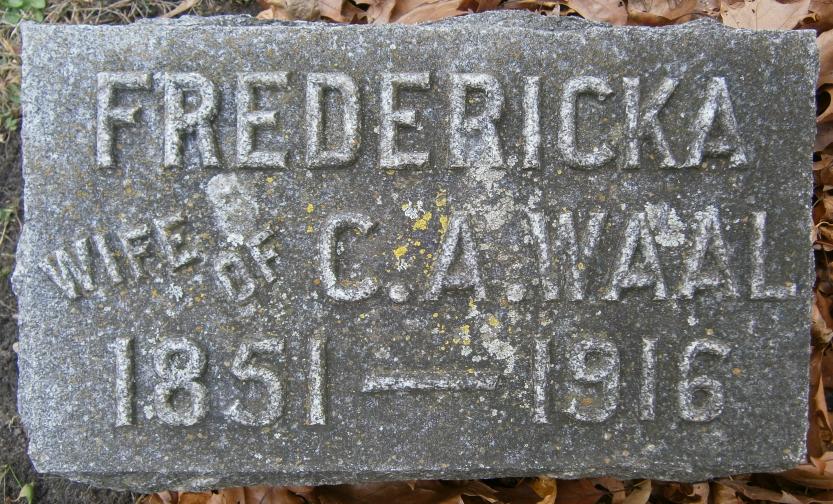 FREDERICKA
WIFE OF C.A.WAAL
1851—1916